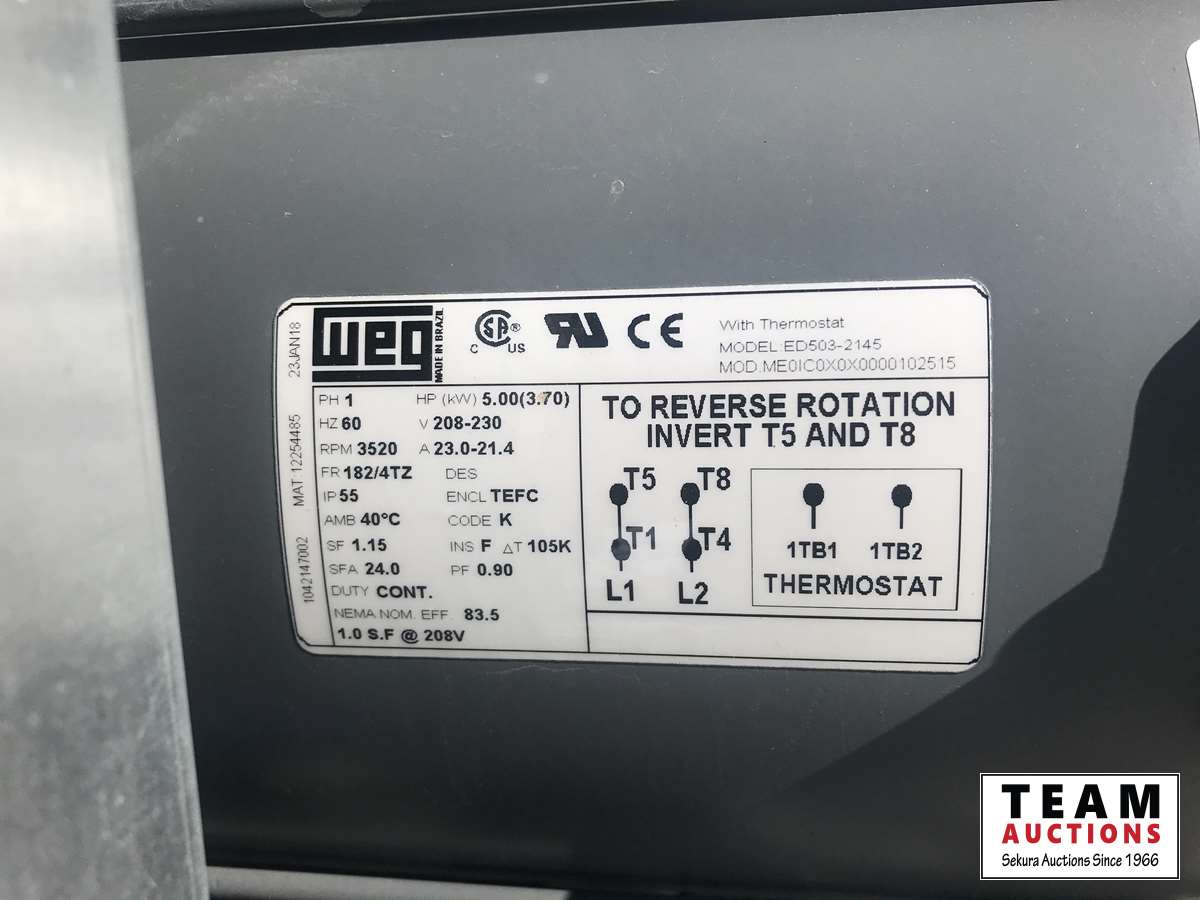 23JAN18
MAT:12254485
1042147002
WEG
MADE IN BRAZIL
C SA® US
RU
CE
With Thermostat
MODEL:ED503-2145
MOD.ME0IC0X0X0000102515
PH 1 HP (kW) 5.00(3.70)
HZ 60 V 208-230
RPM 3520 A 23.0-21.4
FR 182/4TZ DES
IP 55 ENCL TEFC
AMB 40°C CODE K
SF 1.15 INS F ΔT 105K
SFA 24.0 PF 0.90
DUTY CONT.
NEMA NOM. EFF. 83.5
1.0 S.F @ 208V
TO REVERSE ROTATION
INVERT T5 AND T8
T5 T8
T1 T4
L1 L2
1TB1 1TB2
THERMOSTAT
TEAM
AUCTIONS
Sekura Auctions Since 1966